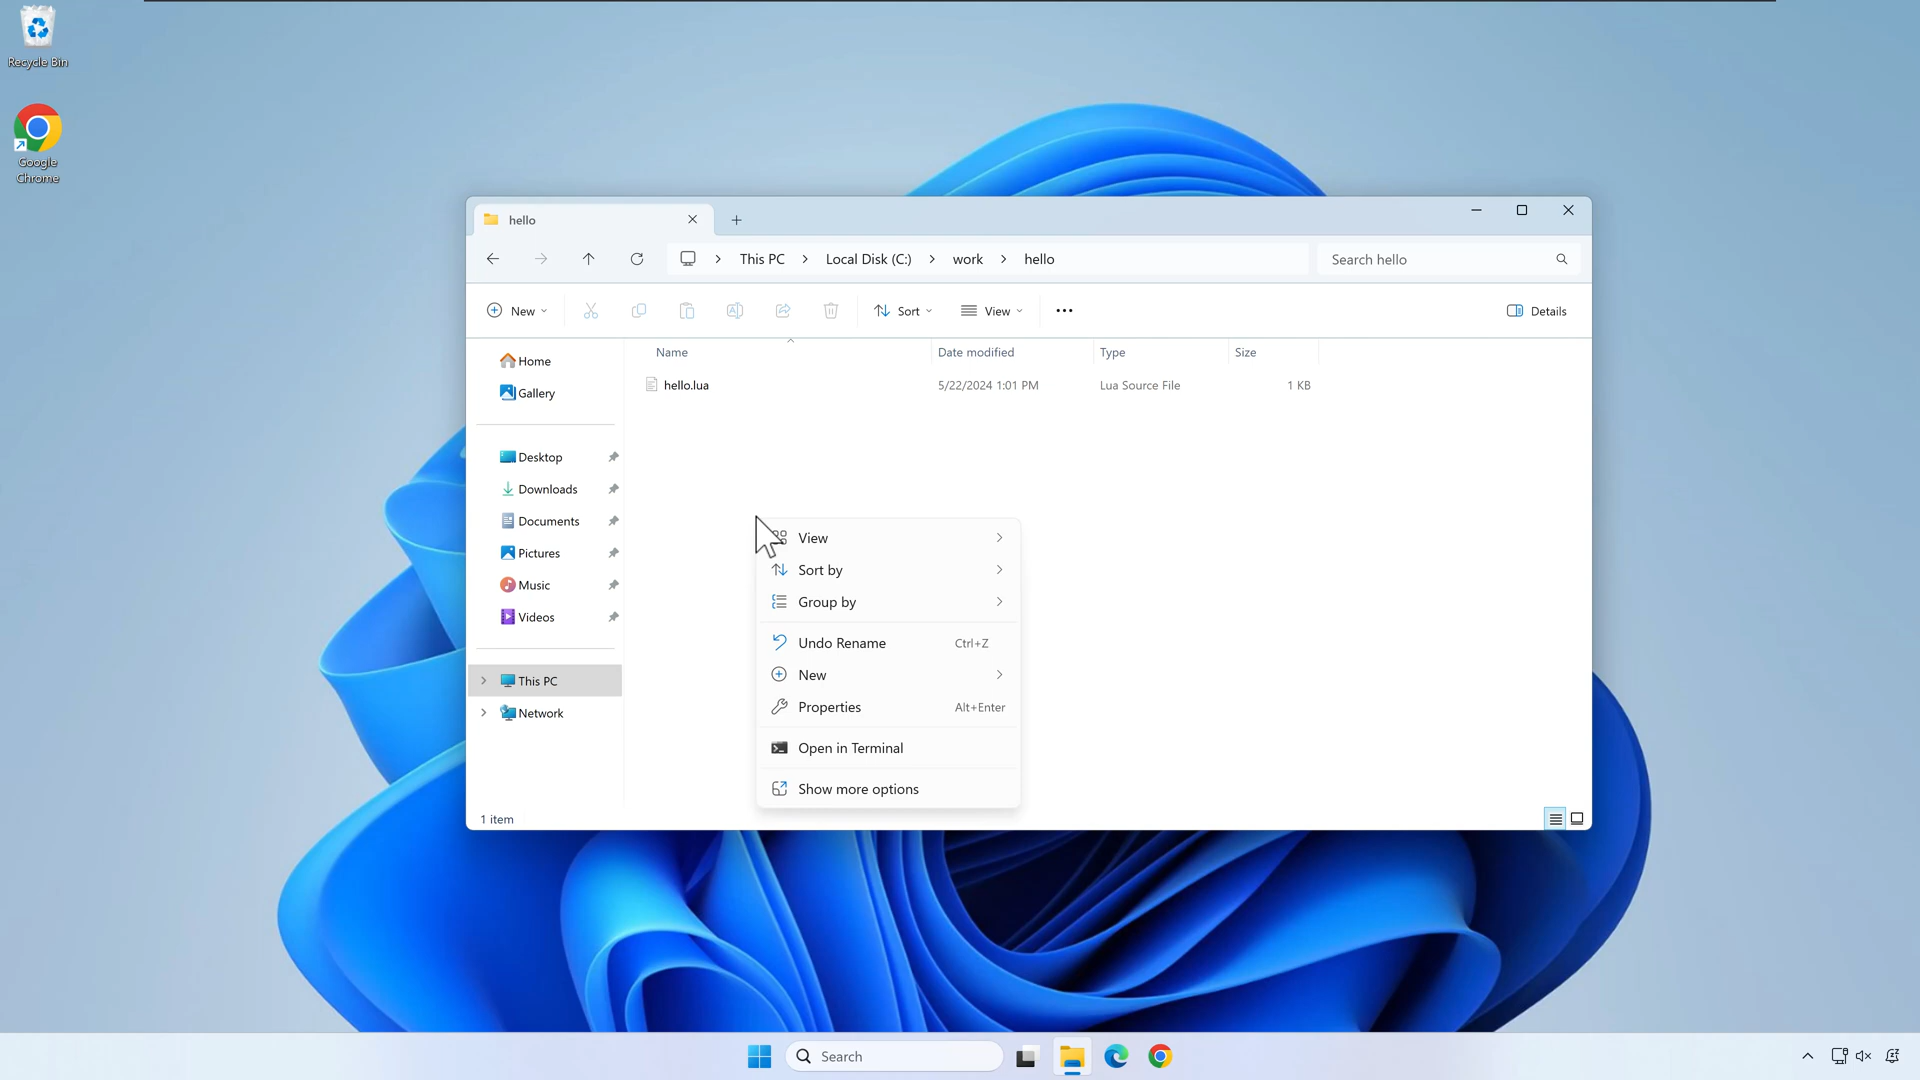 Recycle Bin
Google
Chrome
hello
This PC
Local Disk (C:)
work
hello
Search hello
New
Sort
View
Details
Name
Date modified
Type
Size
hello.lua
5/22/2024 1:01 PM
Lua Source File
1 KB
Home
Gallery
Desktop
Downloads
Documents
Pictures
Music
Videos
This PC
Network
View
Sort by
Group by
Undo Rename Ctrl+Z
New
Properties Alt+Enter
Open in Terminal
Show more options
1 item
Search